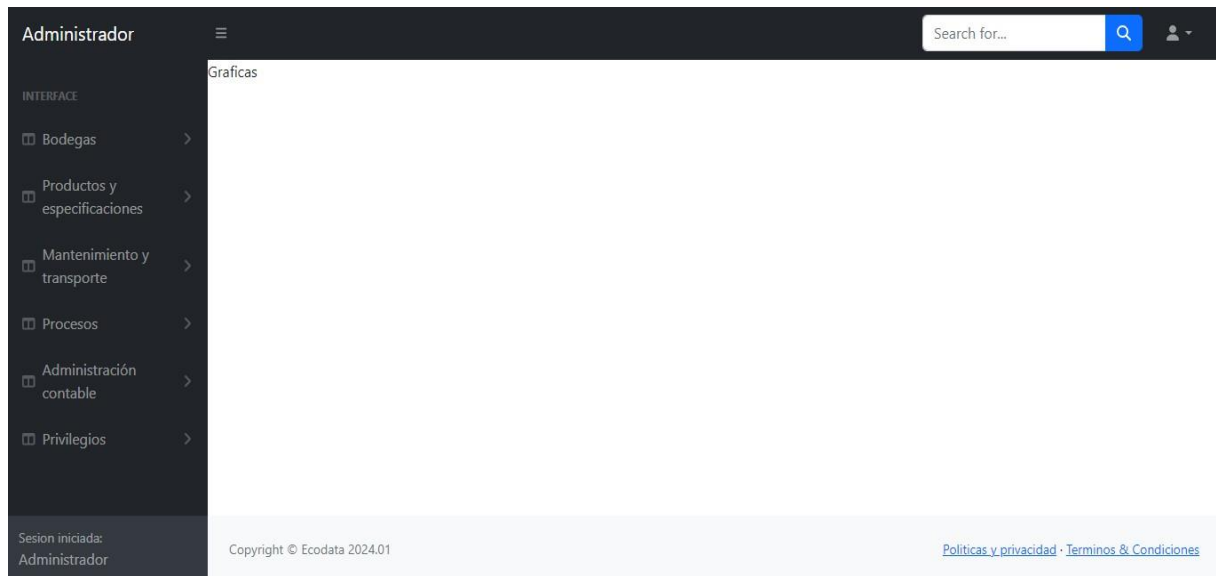 Administrador
Search for...
Graficas
INTERFACE
Bodegas
Productos y
especificaciones
Mantenimiento y
transporte
Procesos
Administración
contable
Privilegios
Sesion iniciada:
Administrador
Copyright © Ecodata 2024.01
Politicas y privacidad · Terminos & Condiciones